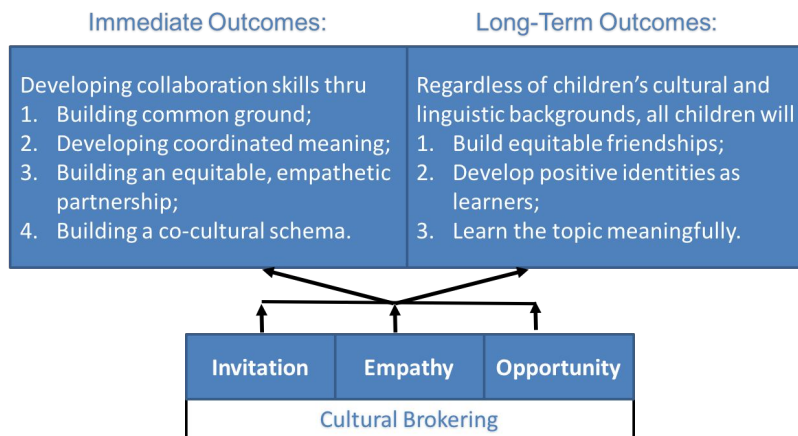 Immediate Outcomes:
Long-Term Outcomes:
Developing collaboration skills thru
1. Building common ground;
2. Developing coordinated meaning;
3. Building an equitable, empathetic
partnership;
4. Building a co-cultural schema.
Regardless of children’s cultural and
linguistic backgrounds, all children will
1. Build equitable friendships;
2. Develop positive identities as
learners;
3. Learn the topic meaningfully.
Invitation
Empathy
Opportunity
Cultural Brokering